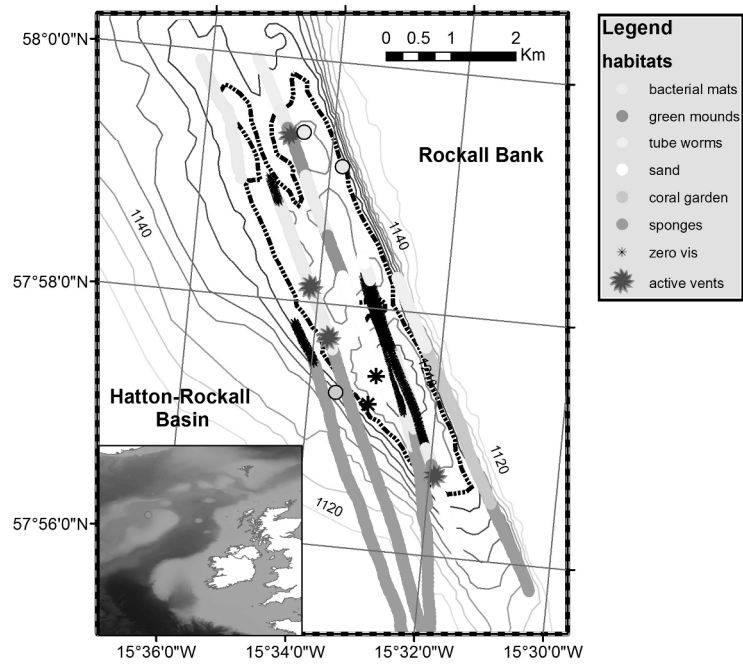 58°0'0"N
57°58'0"N
57°56'0"N
0 0.5 1 2
Km
Rockall Bank
1140
1140
Hatton-Rockall
Basin
1120
1120
15°36'0"W 15°34'0"W 15°32'0"W 15°30'0"W
Legend
habitats
bacterial mats
green mounds
tube worms
sand
coral garden
sponges
zero vis
active vents